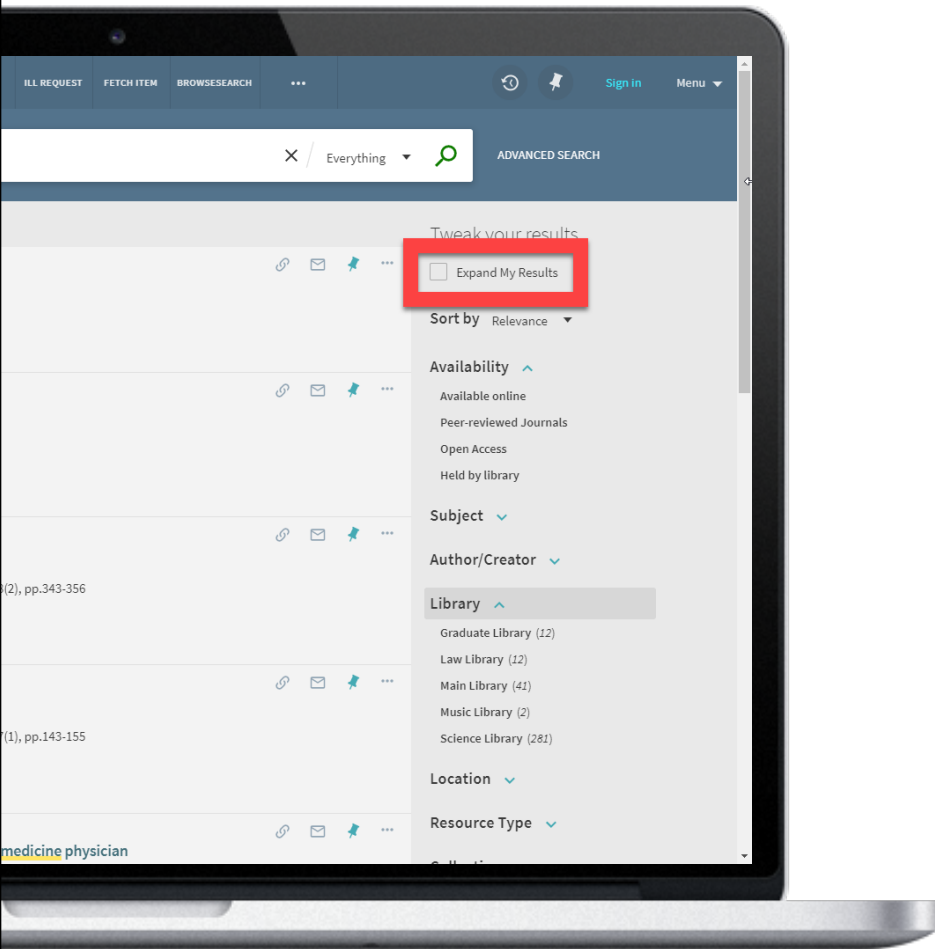 ILL REQUEST FETCH ITEM BROWSESEARCH ••• Sign in Menu
Everything ADVANCED SEARCH
Tweak your results
Expand My Results
Sort by Relevance
Availability
Available online
Peer-reviewed Journals
Open Access
Held by library
Subject
Author/Creator
(2), pp.343-356
Library
Graduate Library (12)
Law Library (12)
Main Library (41)
Music Library (2)
Science Library (281)
(1), pp.143-155
Location
Resource Type
medicine physician